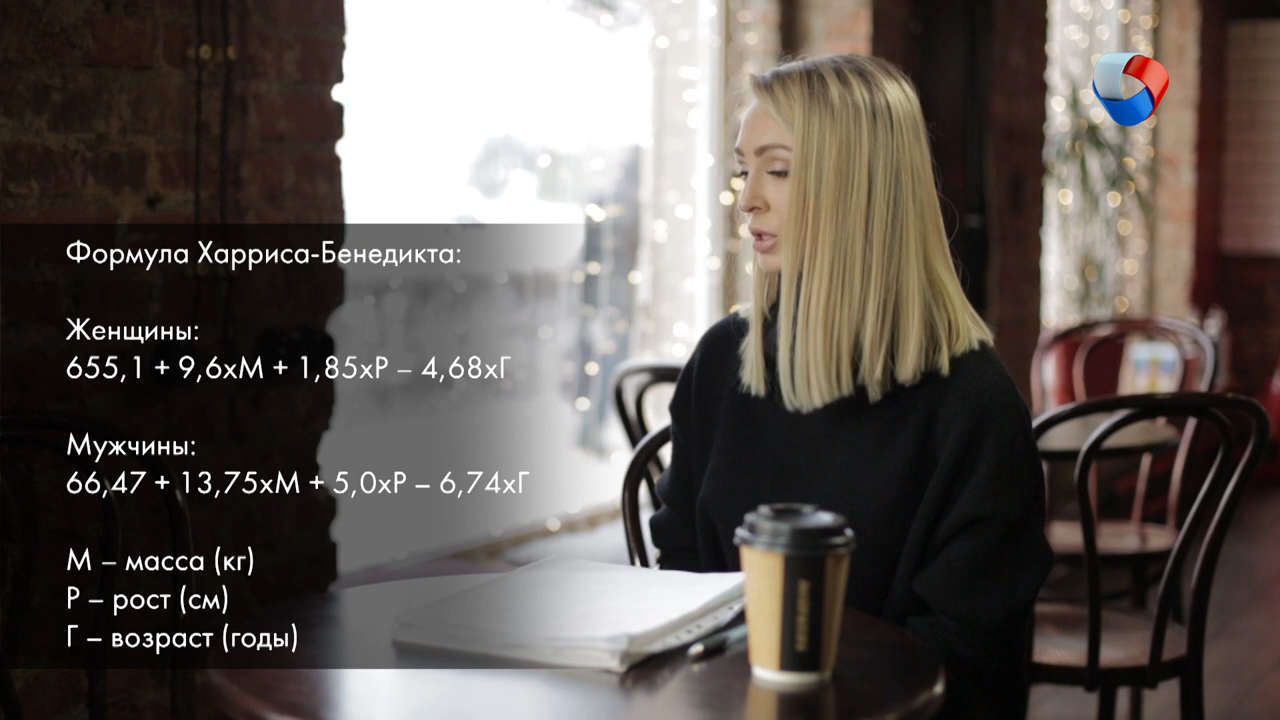 Формула Харриса-Бенедикта:
Женщины:
655,1 + 9,6хМ + 1,85хР – 4,68хГ
Мужчины:
66,47 + 13,75хМ + 5,0хР – 6,74хГ
М – масса (кг)
Р – рост (см)
Г – возраст (годы)